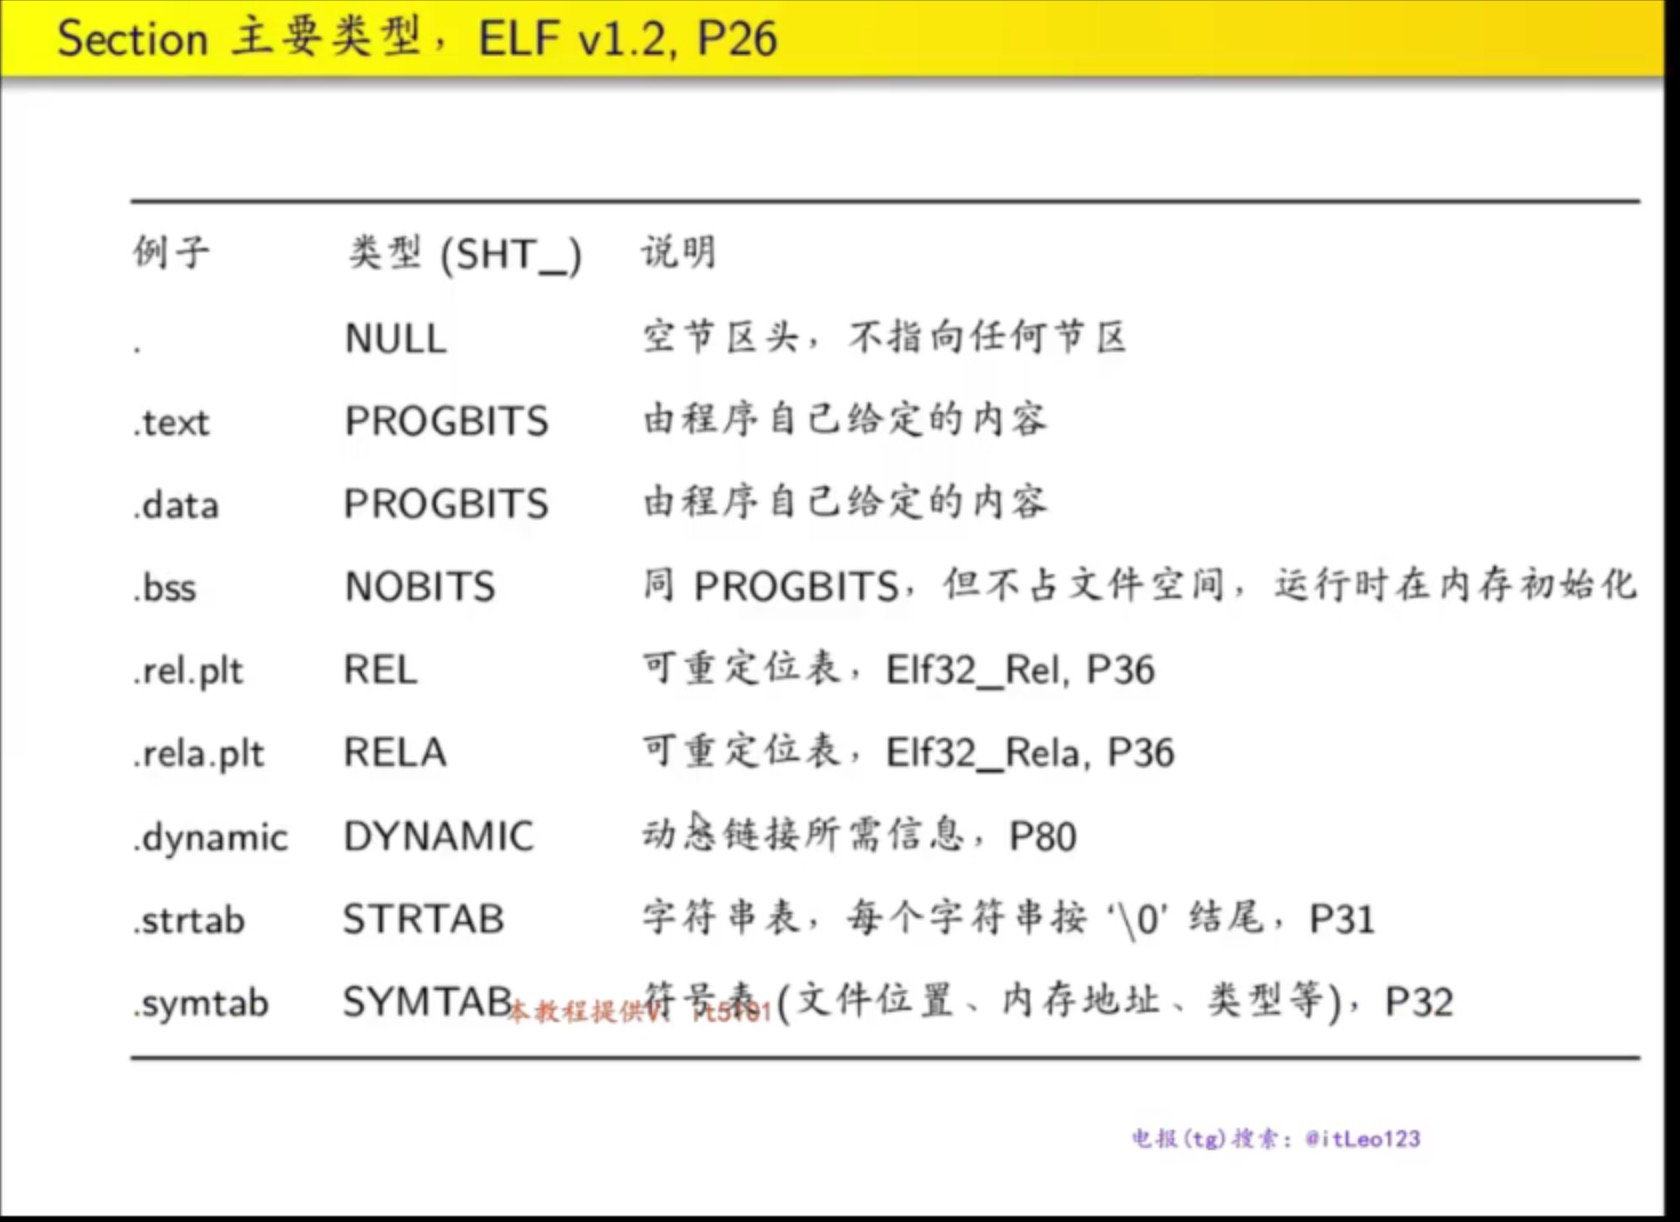 Section 主要类型，ELF v1.2, P26
例子 类型 (SHT_) 说明
. NULL 空节区头，不指向任何节区
.text PROGBITS 由程序自己给定的内容
.data PROGBITS 由程序自己给定的内容
.bss NOBITS 同 PROGBITS，但不占文件空间，运行时在内存初始化
.rel.plt REL 可重定位表，Elf32_Rel, P36
.rela.plt RELA 可重定位表，Elf32_Rela, P36
.dynamic DYNAMIC 动态链接所需信息，P80
.strtab STRTAB 字符串表，每个字符串按 ‘\0’ 结尾，P31
.symtab SYMTAB 符号表 (文件位置、内存地址、类型等)，P32
本教程提供V:
电报(tg)搜索: @itLeo123